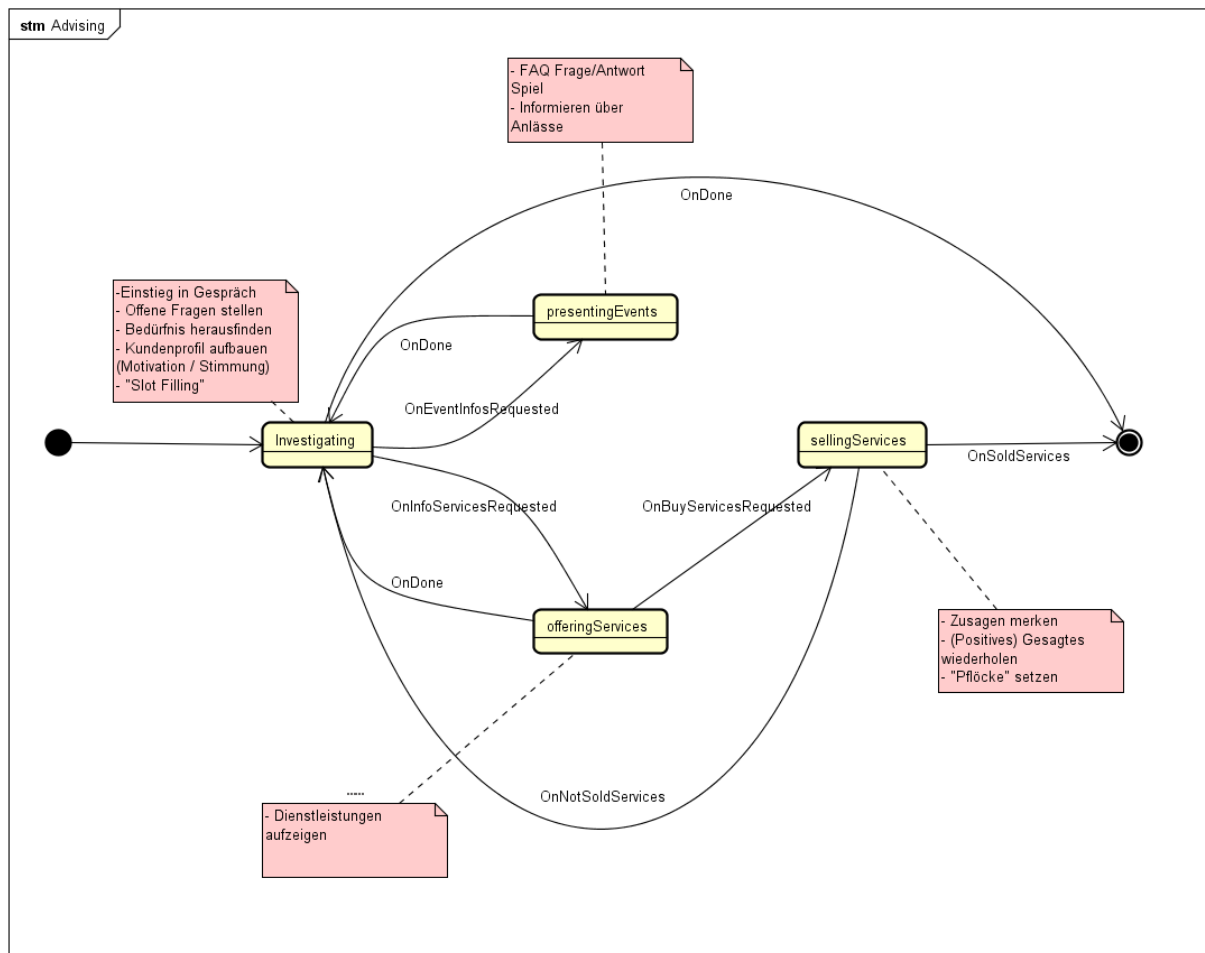 stm Advising
- FAQ Frage/Antwort
Spiel
- Informieren über
Anlässe
OnDone
-Einstieg in Gespräch
- Offene Fragen stellen
- Bedürfnis herausfinden
- Kundenprofil aufbauen
(Motivation / Stimmung)
- "Slot Filling"
presentingEvents
OnDone
OnEventInfosRequested
Investigating
sellingServices
OnSoldServices
OnInfoServicesRequested
OnBuyServicesRequested
OnDone
offeringServices
- Zusagen merken
- (Positives) Gesagtes
wiederholen
- "Pflöcke" setzen
OnNotSoldServices
- Dienstleistungen
aufzeigen